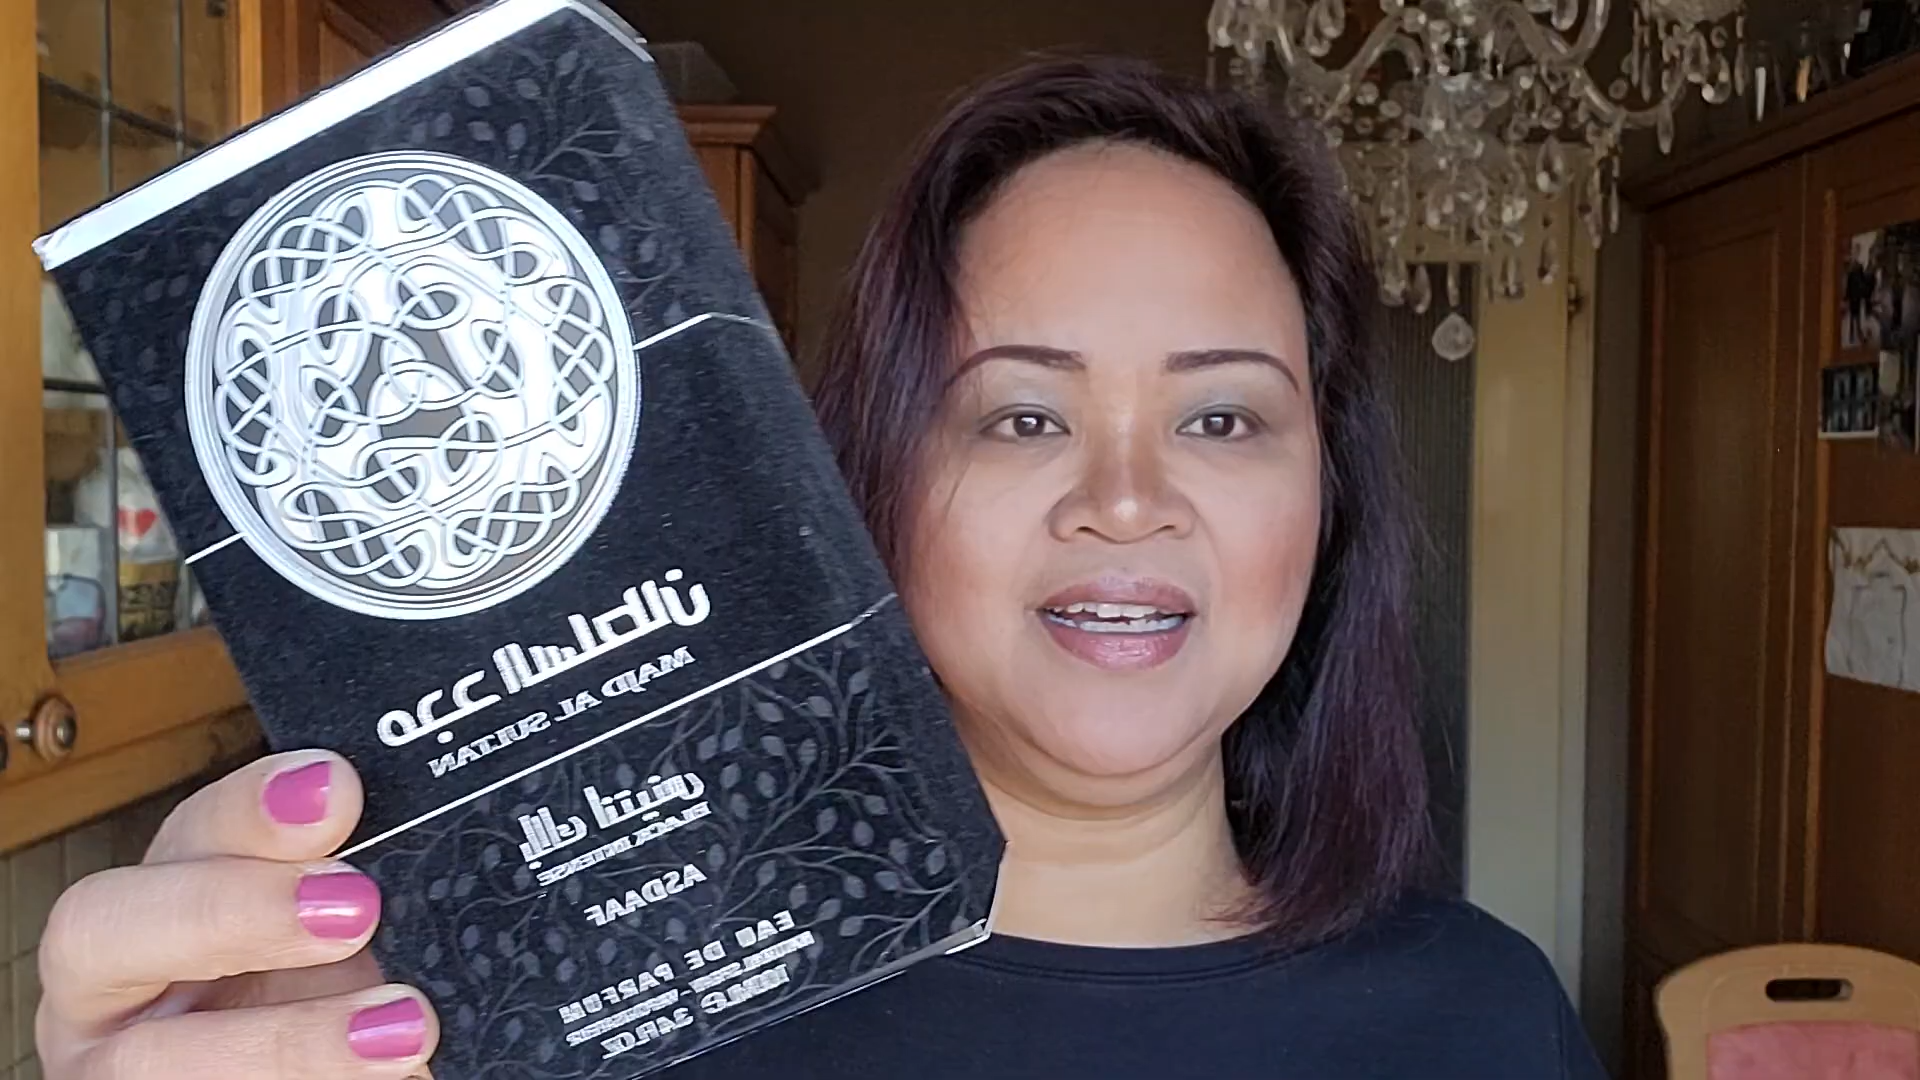 مجد السلطان
MAJD AL SULTAN
بلاك انتنس
BLACK INTENSE
ASDAAF
EAU DE PARFUM
100ML℮ 3.4FL.OZ